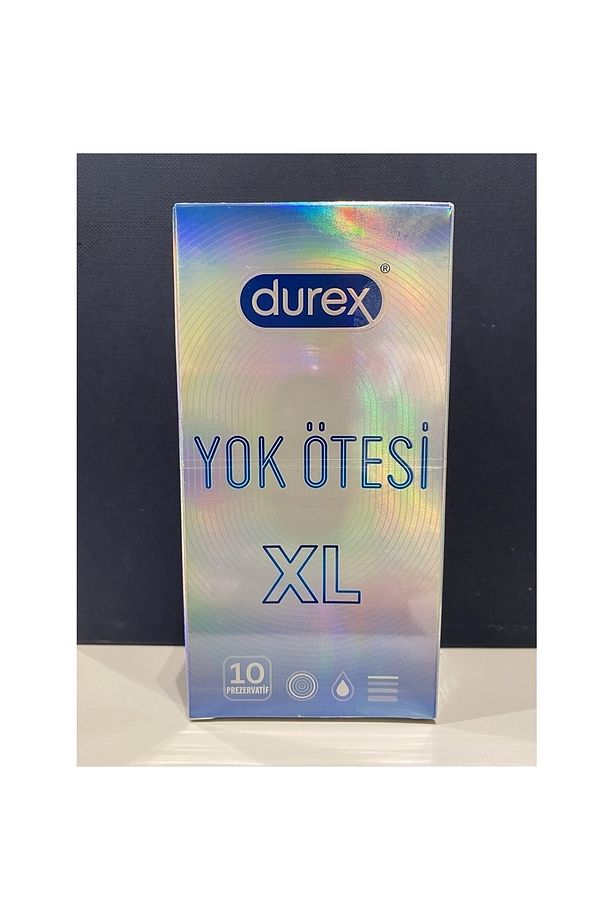 durex®
YOK ÖTESİ
XL
10
PREZERVATİF